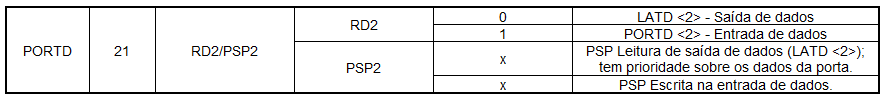 PORTD 21 RD2/PSP2 RD2 0 LATD <2> - Saída de dados
1 PORTD <2> - Entrada de dados
PSP2 x PSP Leitura de saída de dados (LATD <2>);
tem prioridade sobre os dados da porta.
x PSP Escrita na entrada de dados.